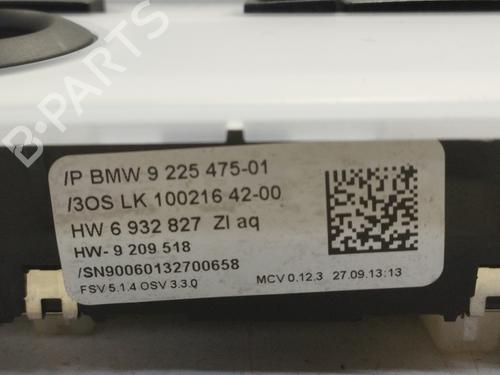 B-PARTS
/P BMW 9 225 475-01
/3OS LK 100216 42-00
HW 6 932 827 ZI aq
HW- 9 209 518
/SN90060132700658
FSV 5.1.4 OSV 3.3.0 MCV 0.12.3 27.09.13:13